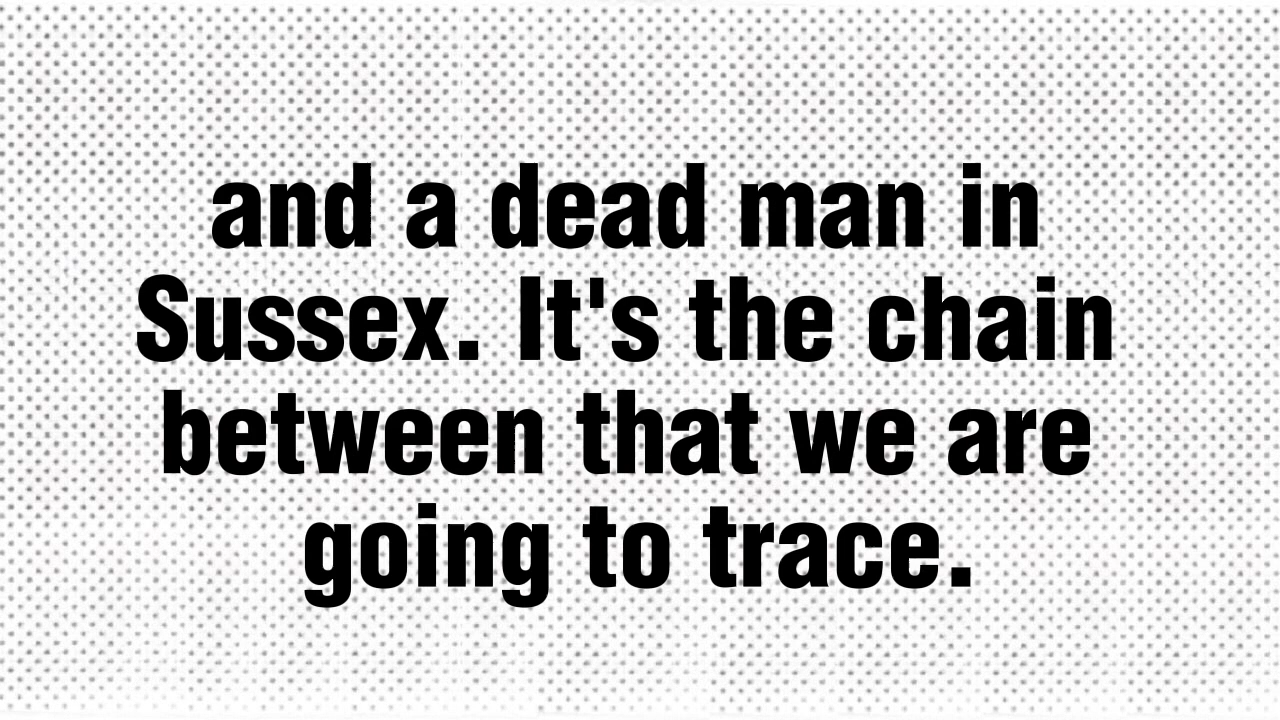 and a dead man in
Sussex. It's the chain
between that we are
going to trace.